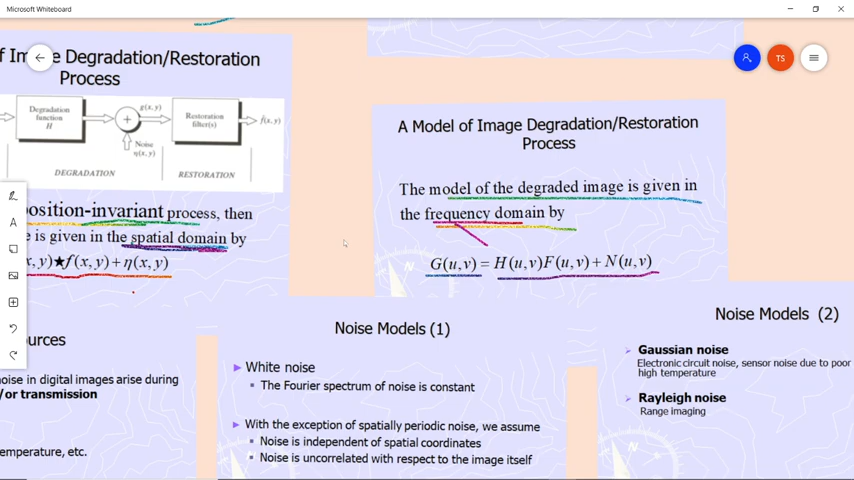 Microsoft Whiteboard
TS
of Image Degradation/Restoration
Process
Degradation
function
H
g(x, y)
Restoration
filter(s)
f̂(x, y)
Noise
η(x, y)
DEGRADATION
RESTORATION
position-invariant process, then
e is given in the spatial domain by
x, y)★f(x, y) + η(x, y)
A Model of Image Degradation/Restoration
Process
The model of the degraded image is given in
the frequency domain by
G(u,v) = H(u,v)F(u,v) + N(u,v)
ources
noise in digital images arise during
/or transmission
emperature, etc.
Noise Models (1)
White noise
The Fourier spectrum of noise is constant
With the exception of spatially periodic noise, we assume
Noise is independent of spatial coordinates
Noise is uncorrelated with respect to the image itself
Noise Models (2)
Gaussian noise
Electronic circuit noise, sensor noise due to poor
high temperature
Rayleigh noise
Range imaging